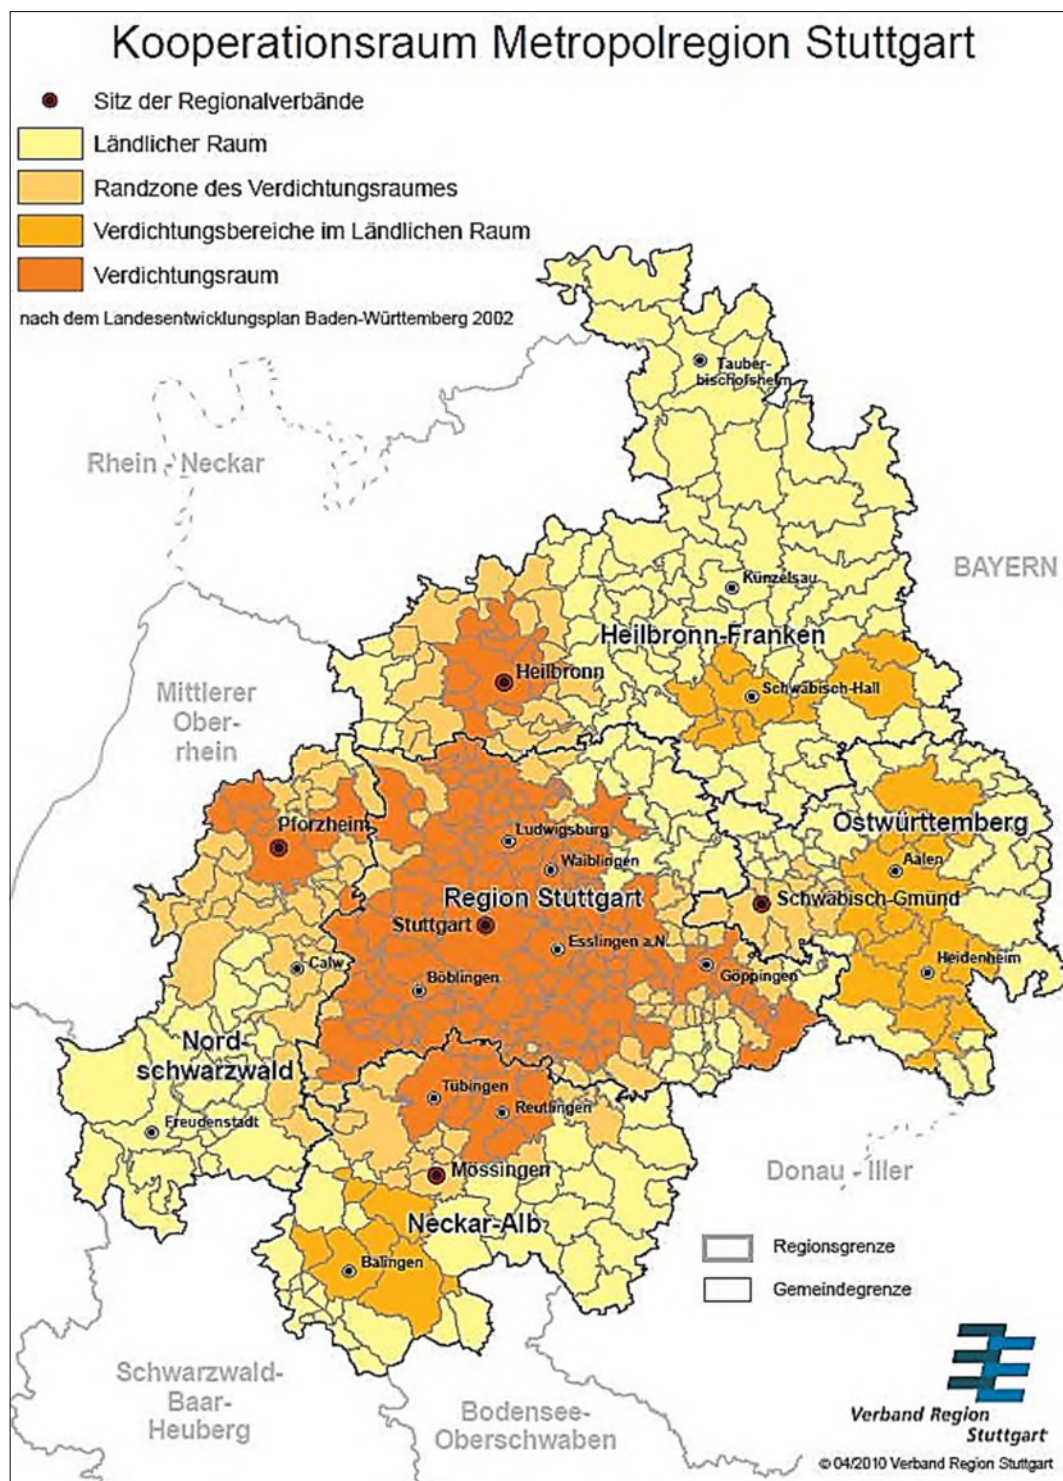 Kooperationsraum Metropolregion Stuttgart
Sitz der Regionalverbände
Ländlicher Raum
Randzone des Verdichtungsraumes
Verdichtungsbereiche im Ländlichen Raum
Verdichtungsraum
nach dem Landesentwicklungsplan Baden-Württemberg 2002
Tauber-
bischofsheim
Rhein - Neckar
BAYERN
Künzelsau
Heilbronn-Franken
Heilbronn
Schwäbisch-Hall
Mittlerer
Ober-
rhein
Pforzheim
Ludwigsburg
Ostwürttemberg
Waiblingen
Aalen
Region Stuttgart
Schwäbisch-Gmünd
Stuttgart
Esslingen a.N.
Calw
Böblingen
Göppingen
Heidenheim
Nord-
schwarzwald
Tübingen
Reutlingen
Freudenstadt
Mössingen
Donau - Iller
Neckar-Alb
Balingen
Regionsgrenze
Gemeindegrenze
Schwarzwald-
Baar-
Heuberg
Bodensee-
Oberschwaben
Verband Region
Stuttgart
© 04/2010 Verband Region Stuttgart